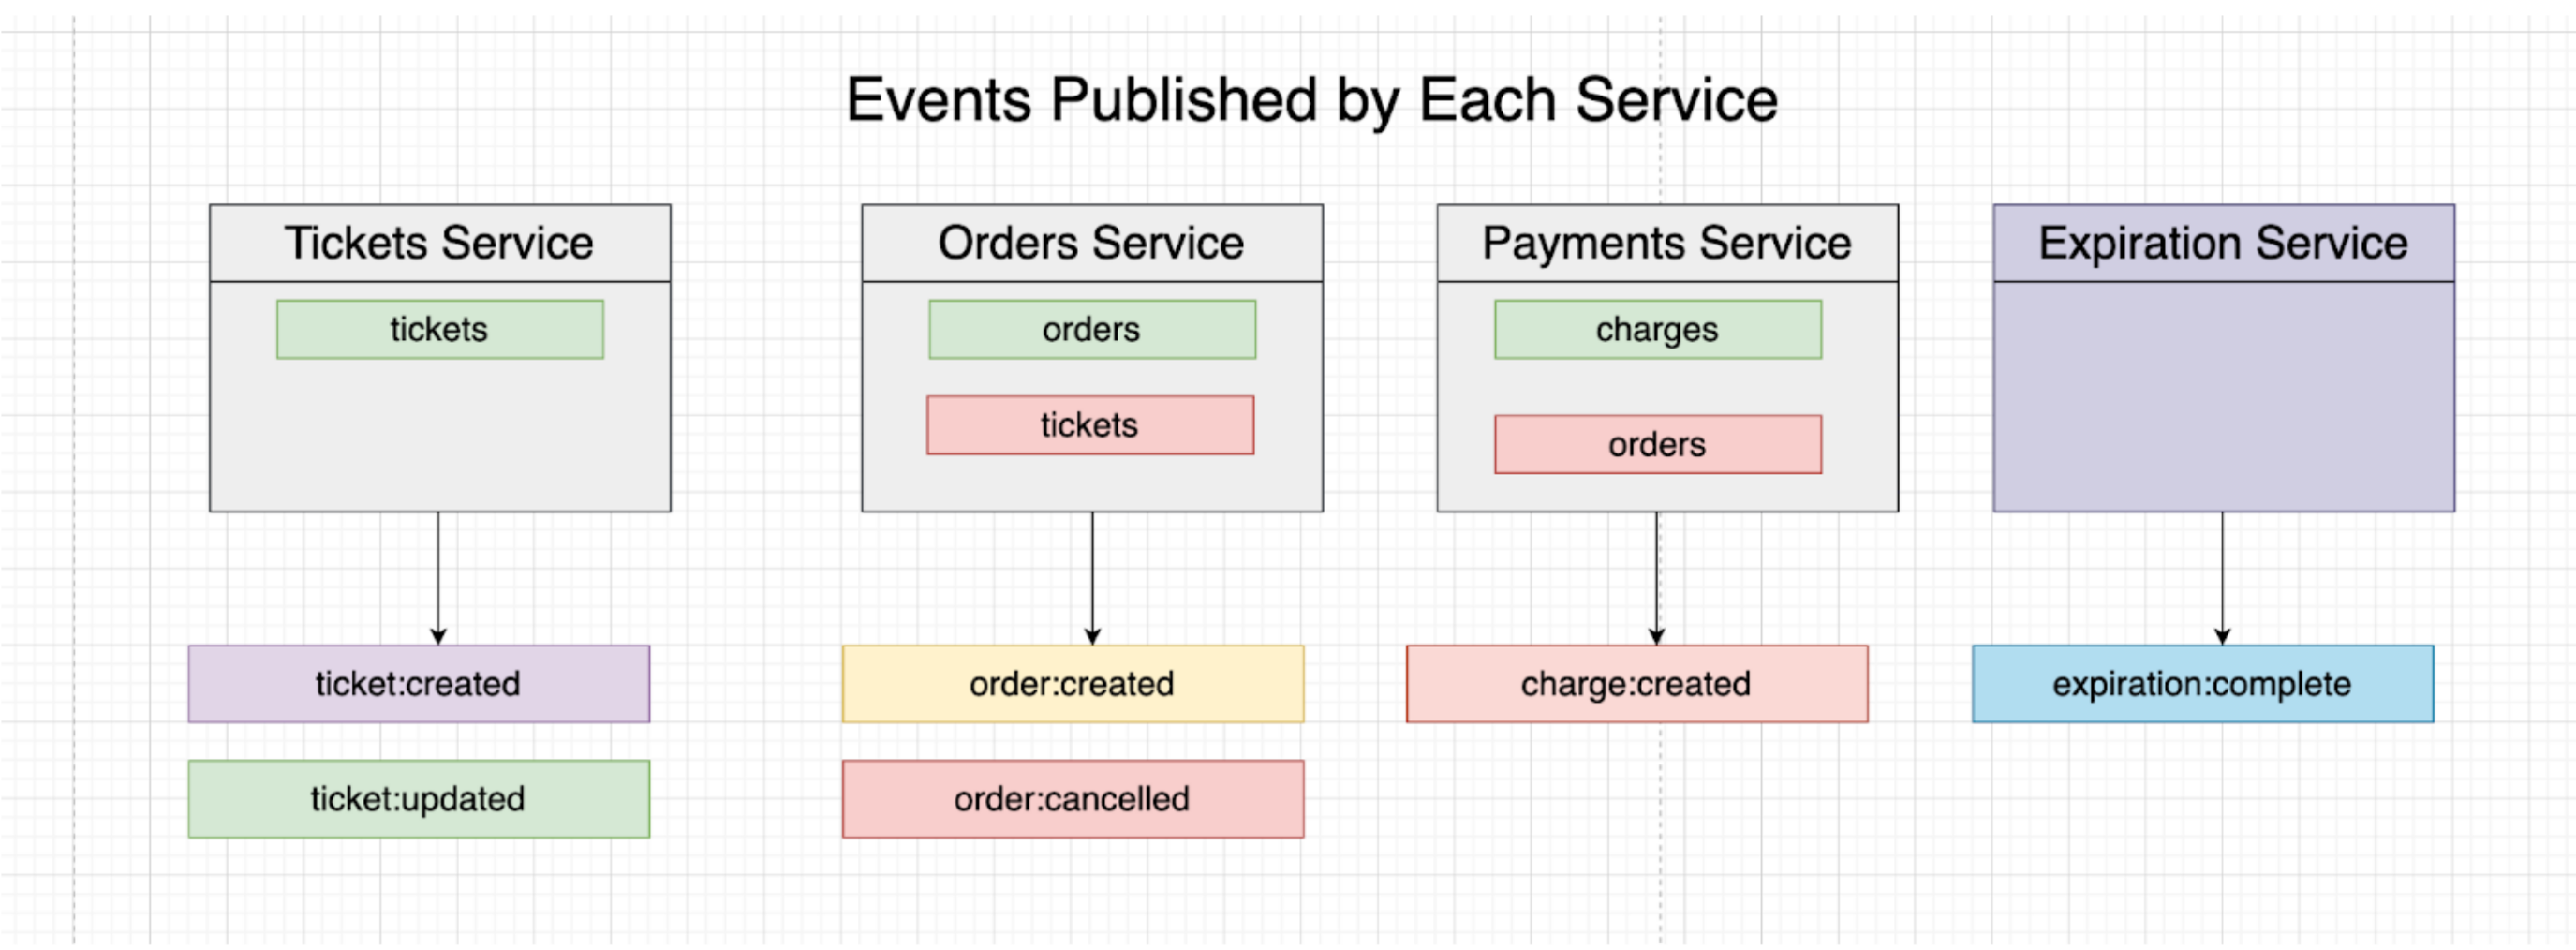 Events Published by Each Service
Tickets Service
tickets
ticket:created
ticket:updated
Orders Service
orders
tickets
order:created
order:cancelled
Payments Service
charges
orders
charge:created
Expiration Service
expiration:complete